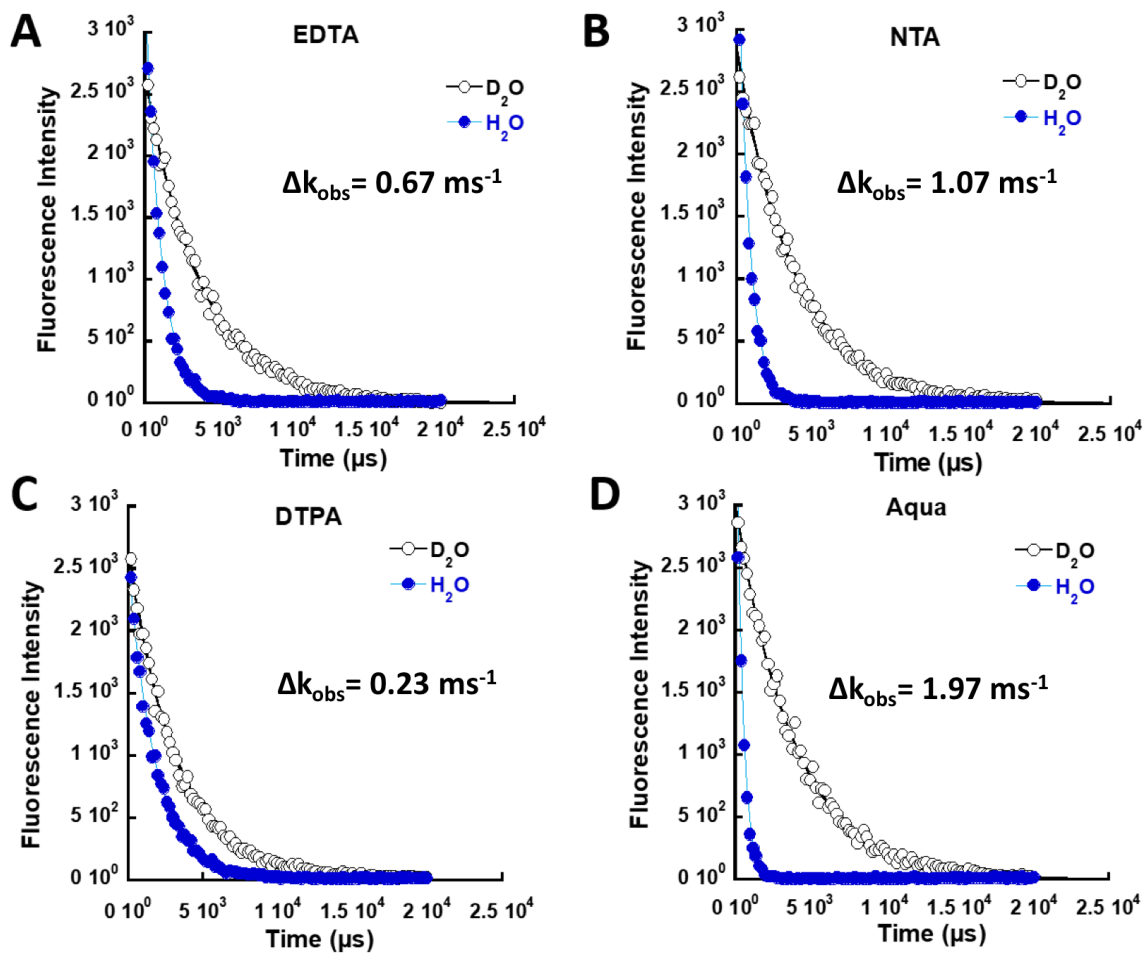 A
EDTA
3 10³
2.5 10³
2 10³
1.5 10³
1 10³
5 10²
0 10⁰
Fluorescence Intensity
D₂O
H₂O
Δkobs= 0.67 ms⁻¹
0 10⁰ 5 10³ 1 10⁴ 1.5 10⁴ 2 10⁴ 2.5 10⁴
Time (µs)
B
NTA
3 10³
2.5 10³
2 10³
1.5 10³
1 10³
5 10²
0 10⁰
Fluorescence Intensity
D₂O
H₂O
Δkobs= 1.07 ms⁻¹
0 10⁰ 5 10³ 1 10⁴ 1.5 10⁴ 2 10⁴ 2.5 10⁴
Time (µs)
C
DTPA
3 10³
2.5 10³
2 10³
1.5 10³
1 10³
5 10²
0 10⁰
Fluorescence Intensity
D₂O
H₂O
Δkobs= 0.23 ms⁻¹
0 10⁰ 5 10³ 1 10⁴ 1.5 10⁴ 2 10⁴ 2.5 10⁴
Time (µs)
D
Aqua
3 10³
2.5 10³
2 10³
1.5 10³
1 10³
5 10²
0 10⁰
Fluorescence Intensity
D₂O
H₂O
Δkobs= 1.97 ms⁻¹
0 10⁰ 5 10³ 1 10⁴ 1.5 10⁴ 2 10⁴ 2.5 10⁴
Time (µs)